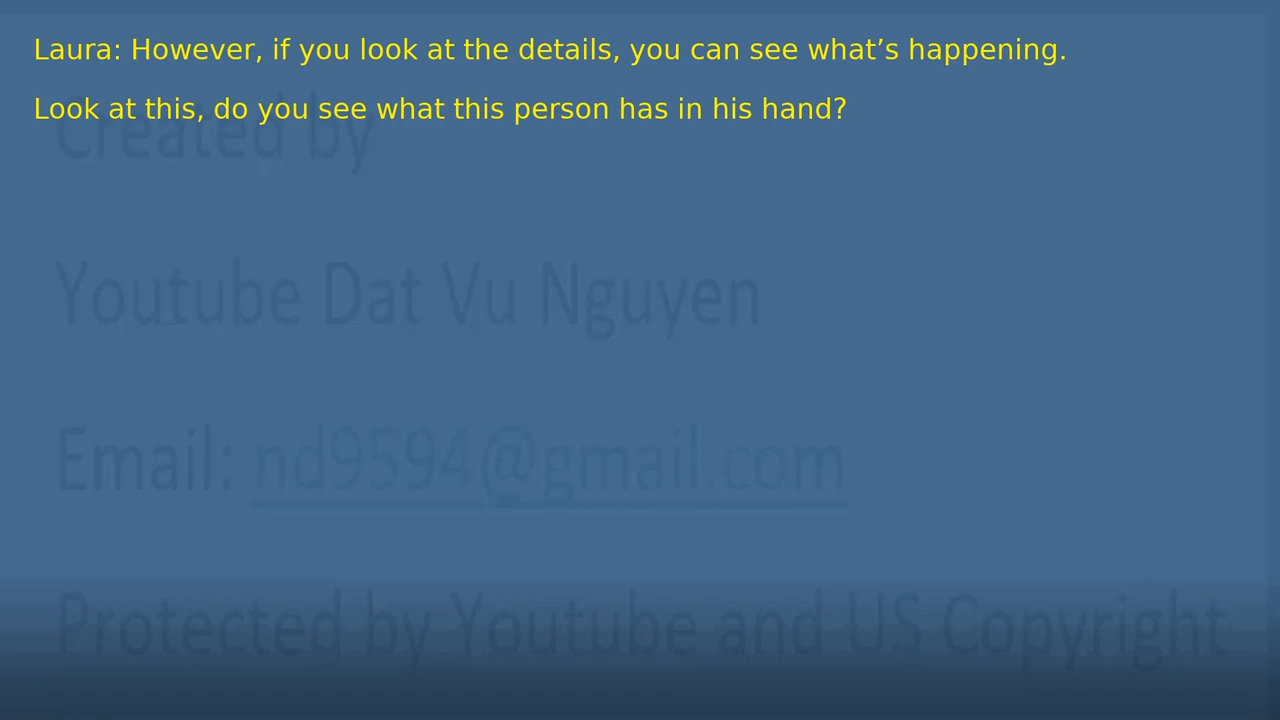 Laura: However, if you look at the details, you can see what’s happening.
Look at this, do you see what this person has in his hand?
Created by
Youtube Dat Vu Nguyen
Email: nd9594@gmail.com
Protected by Youtube and US Copyright